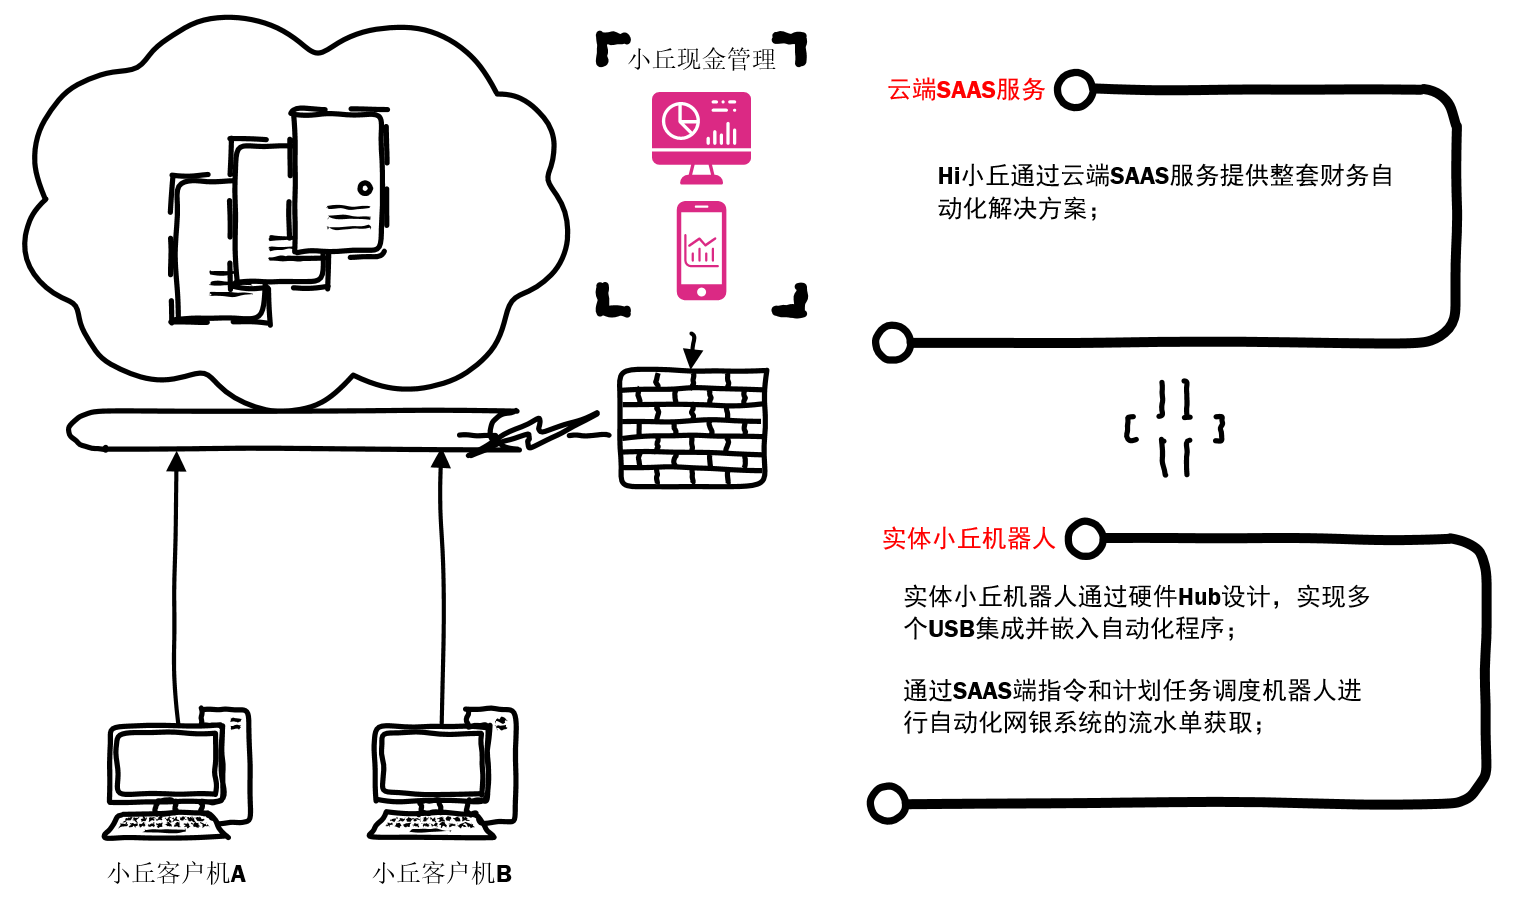 小丘现金管理
小丘客户机A
小丘客户机B
云端SAAS服务
Hi小丘通过云端SAAS服务提供整套财务自
动化解决方案；
实体小丘机器人
实体小丘机器人通过硬件Hub设计，实现多
个USB集成并嵌入自动化程序；
通过SAAS端指令和计划任务调度机器人进
行自动化网银系统的流水单获取；